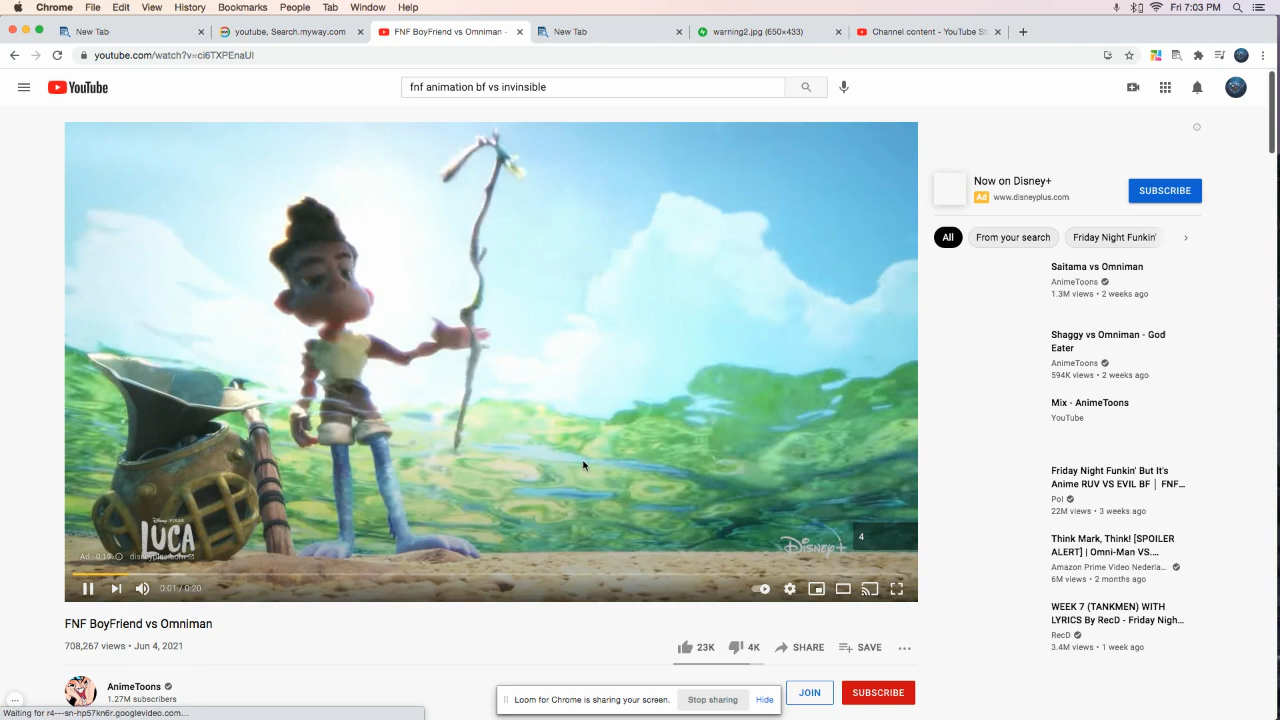 Chrome File Edit View History Bookmarks People Tab Window Help Fri 7:03 PM
New Tab youtube, Search.myway.com FNF BoyFriend vs Omniman - New Tab warning2.jpg (650×433) Channel content - YouTube St
youtube.com/watch?v=ci6TXPEnaUI
YouTube fnf animation bf vs invinsible
Now on Disney+
Ad www.disneyplus.com
SUBSCRIBE
All From your search Friday Night Funkin'
Saitama vs Omniman
AnimeToons
1.3M views • 2 weeks ago
Shaggy vs Omniman - God
Eater
AnimeToons
594K views • 2 weeks ago
Mix - AnimeToons
YouTube
Friday Night Funkin' But It's
Anime RUV VS EVIL BF │ FNF...
Pol
22M views • 3 weeks ago
Think Mark, Think! [SPOILER
ALERT] | Omni-Man VS....
Amazon Prime Video Nederla...
6M views • 2 months ago
WEEK 7 (TANKMEN) WITH
LYRICS By RecD - Friday Nigh...
RecD
3.4M views • 1 week ago
Disney PIXAR
LUCA
Disney+
4
Ad · 0:19 disneyplus.com
0:01 / 0:20
FNF BoyFriend vs Omniman
708,267 views • Jun 4, 2021
23K 4K SHARE SAVE
AnimeToons
1.27M subscribers
JOIN SUBSCRIBE
Loom for Chrome is sharing your screen. Stop sharing Hide
Waiting for r4---sn-hp57kn6r.googlevideo.com...